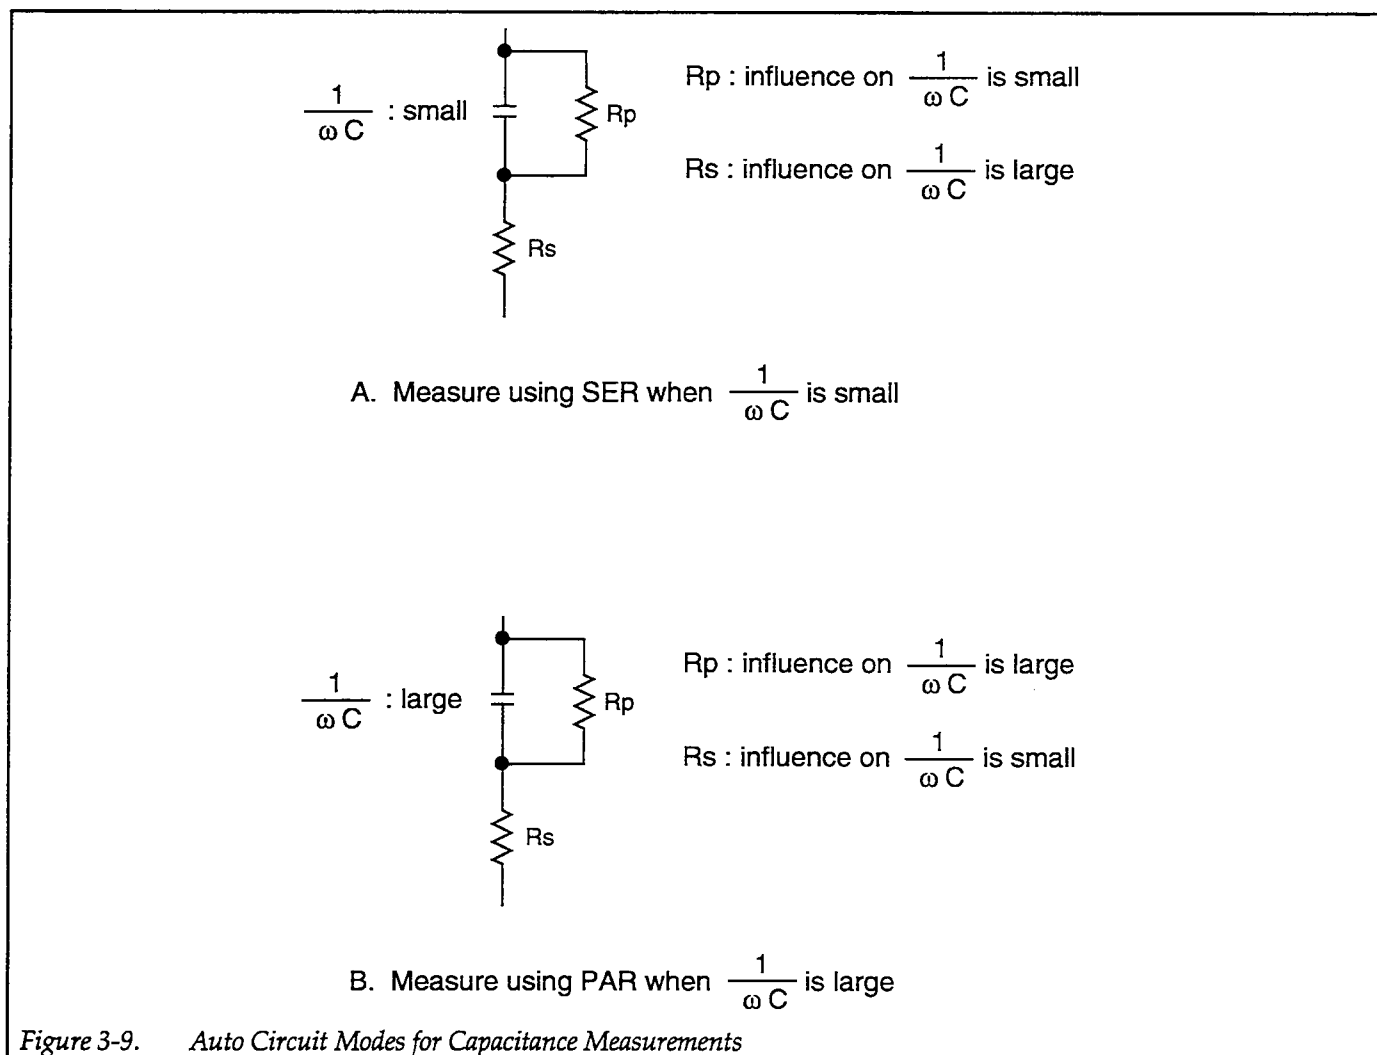 1/ωC : small
Rp
Rp : influence on 1/ωC is small
Rs : influence on 1/ωC is large
Rs
A. Measure using SER when 1/ωC is small
1/ωC : large
Rp
Rp : influence on 1/ωC is large
Rs : influence on 1/ωC is small
Rs
B. Measure using PAR when 1/ωC is large
Figure 3-9. Auto Circuit Modes for Capacitance Measurements